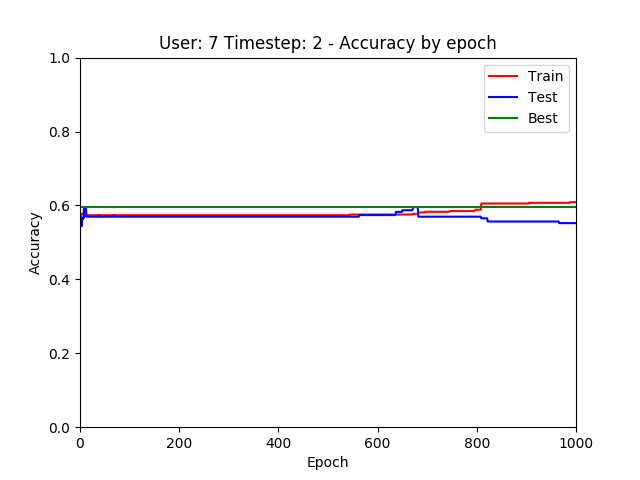 User: 7 Timestep: 2 - Accuracy by epoch
1.0
0.8
0.6
0.4
0.2
0.0
Accuracy
Train
Test
Best
0 200 400 600 800 1000
Epoch